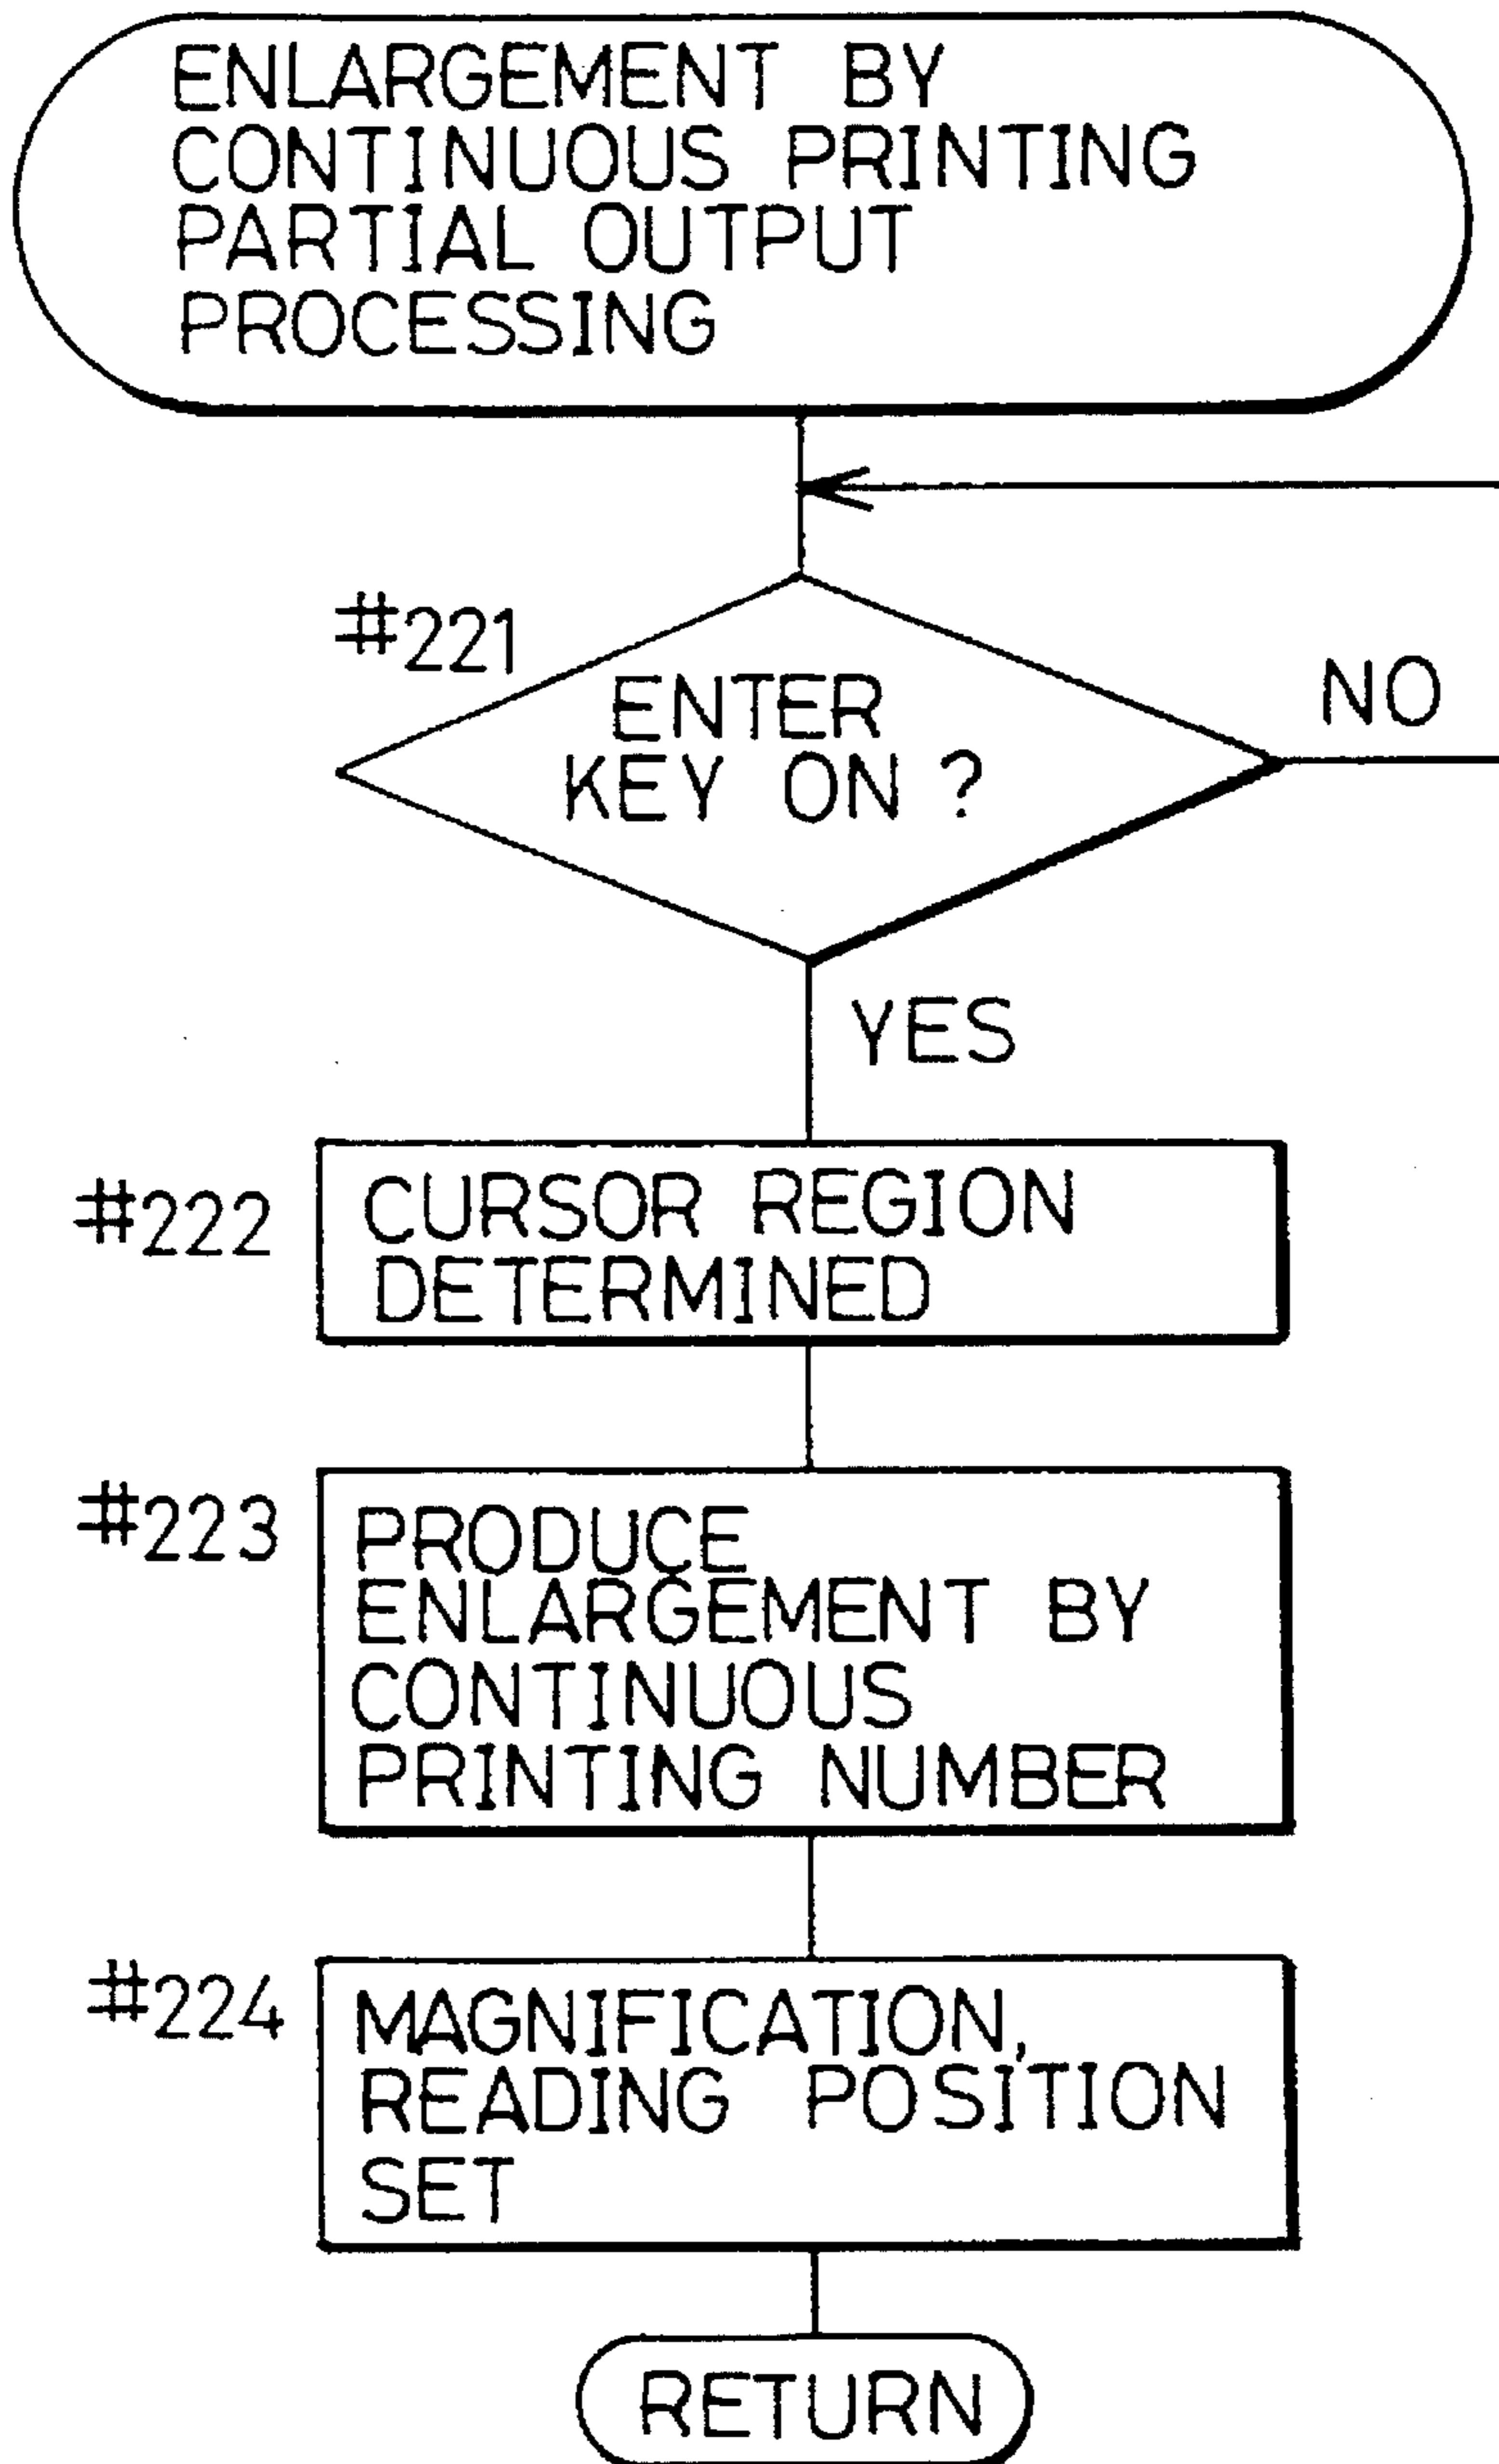 ENLARGEMENT BY
CONTINUOUS PRINTING
PARTIAL OUTPUT
PROCESSING
#221
ENTER
KEY ON ?
NO
YES
#222
CURSOR REGION
DETERMINED
#223
PRODUCE
ENLARGEMENT BY
CONTINUOUS
PRINTING NUMBER
#224
MAGNIFICATION,
READING POSITION
SET
RETURN